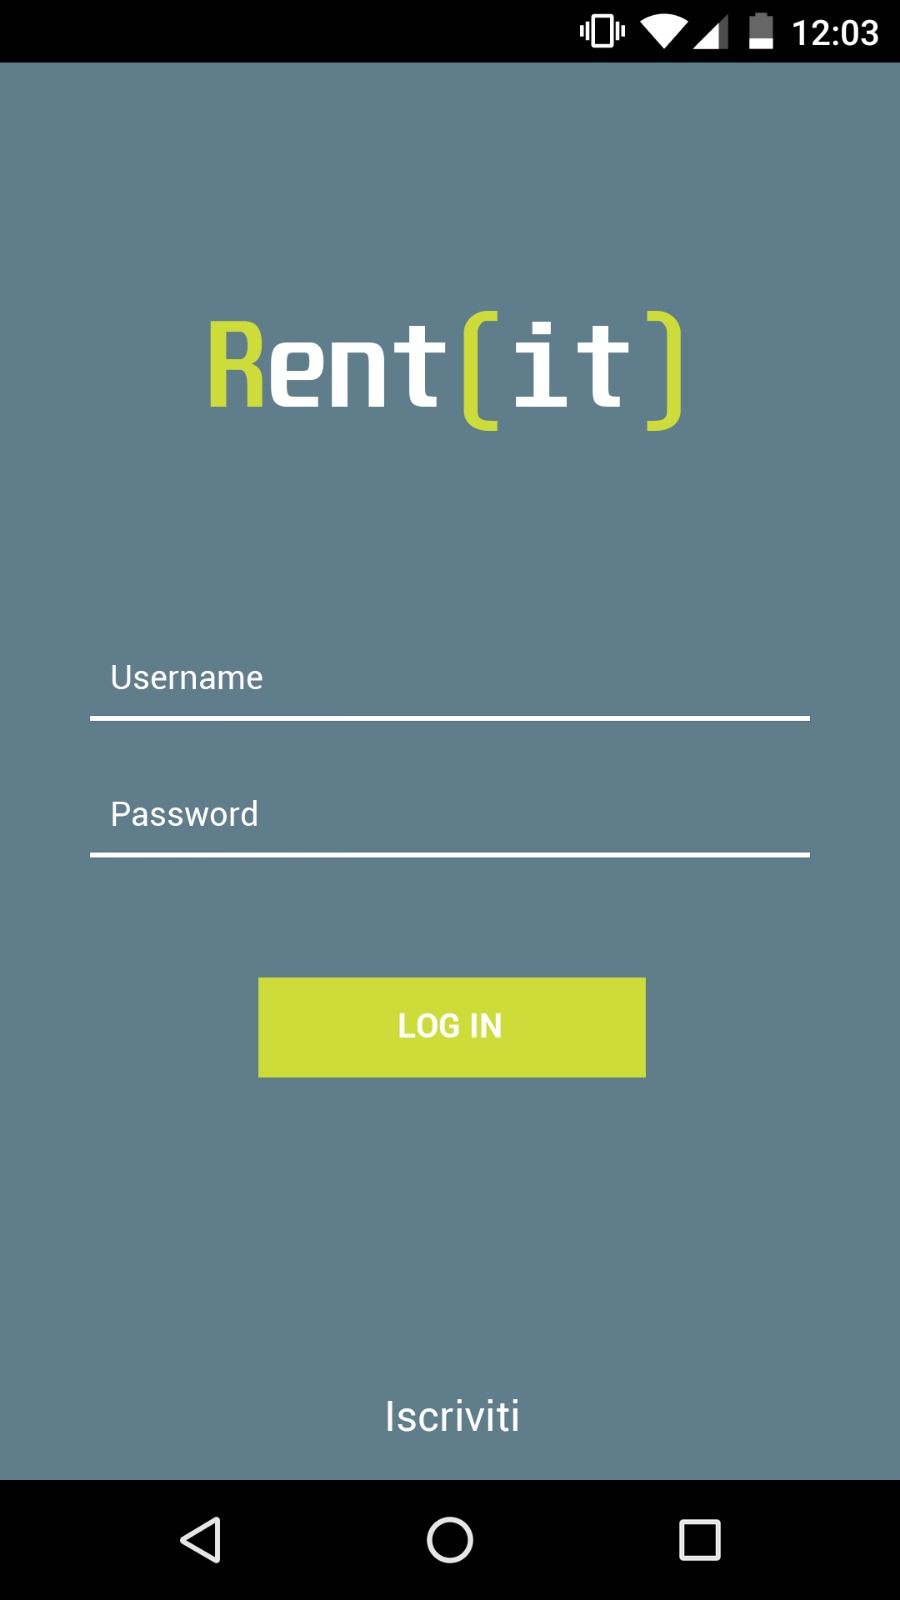 12:03
Rent(it)
Username
Password
LOG IN
Iscriviti